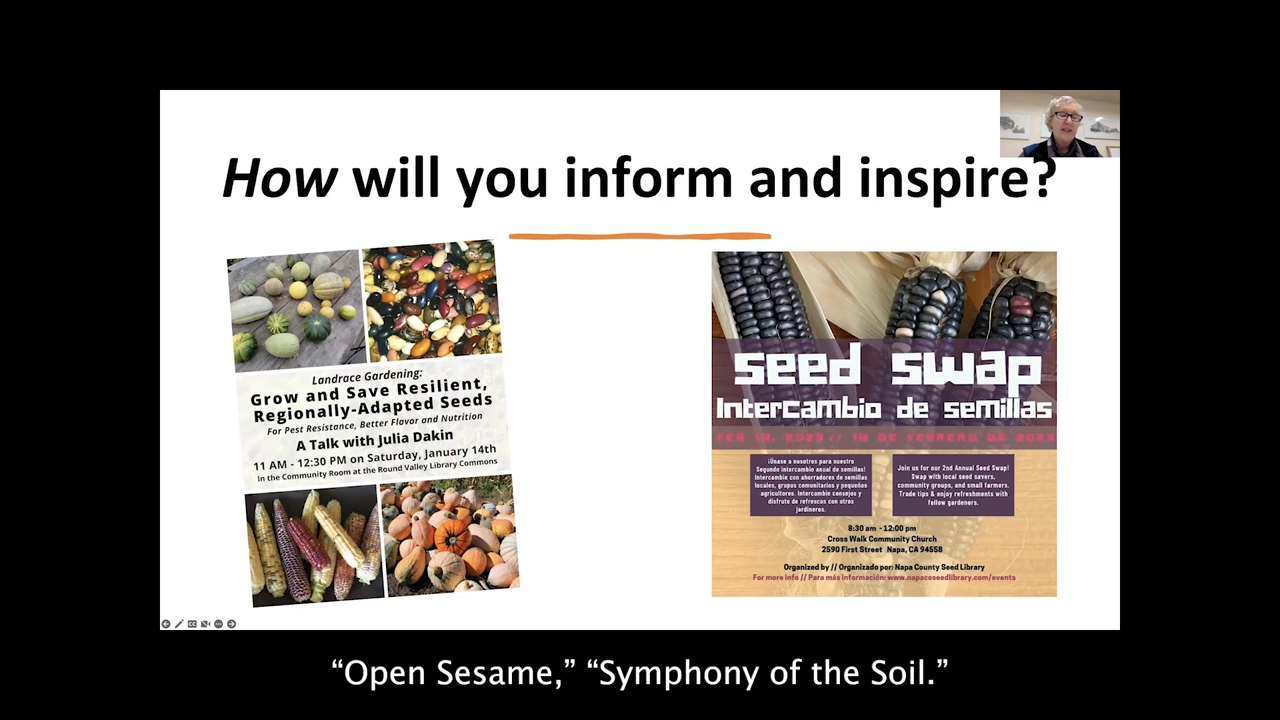 How will you inform and inspire?
Landrace Gardening:
Grow and Save Resilient,
Regionally-Adapted Seeds
For Pest Resistance, Better Flavor and Nutrition
A Talk with Julia Dakin
11 AM - 12:30 PM on Saturday, January 14th
In the Community Room at the Round Valley Library Commons
seed swap
Intercambio de semillas
¡Únase a nosotros para nuestro
Segundo intercambio anual de semillas!
Intercambie con ahorradores de semillas
locales, grupos comunitarios y pequeños
agricultores. Intercambie consejos y
disfrute de refrescos con otros
jardineros.
Join us for our 2nd Annual Seed Swap!
Swap with local seed savers,
community groups, and small farmers.
Trade tips & enjoy refreshments with
fellow gardeners.
8:30 am - 12:00 pm
Cross Walk Community Church
2590 First Street Napa, CA 94558
Organized by // Organizado por: Napa County Seed Library
For more info // Para más información: www.napacoseedlibrary.com/events
“Open Sesame,” “Symphony of the Soil.”